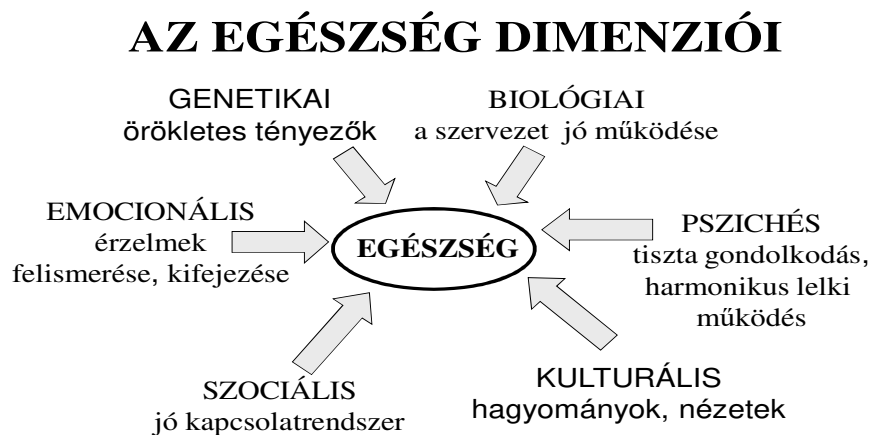 AZ EGÉSZSÉG DIMENZIÓI
GENETIKAI
örökletes tényezők
BIOLÓGIAI
a szervezet jó működése
EMOCIONÁLIS
érzelmek
felismerése, kifejezése
EGÉSZSÉG
PSZICHÉS
tiszta gondolkodás,
harmonikus lelki
működés
SZOCIÁLIS
jó kapcsolatrendszer
KULTURÁLIS
hagyományok, nézetek